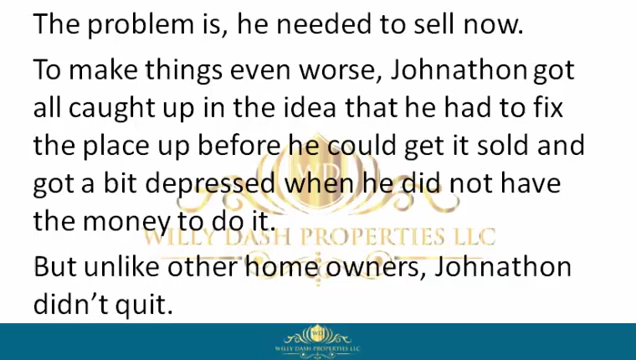 The problem is, he needed to sell now.
To make things even worse, Johnathon got
all caught up in the idea that he had to fix
the place up before he could get it sold and
got a bit depressed when he did not have
the money to do it.
WILLY DASH PROPERTIES LLC
But unlike other home owners, Johnathon
didn't quit.
WILLY DASH PROPERTIES LLC